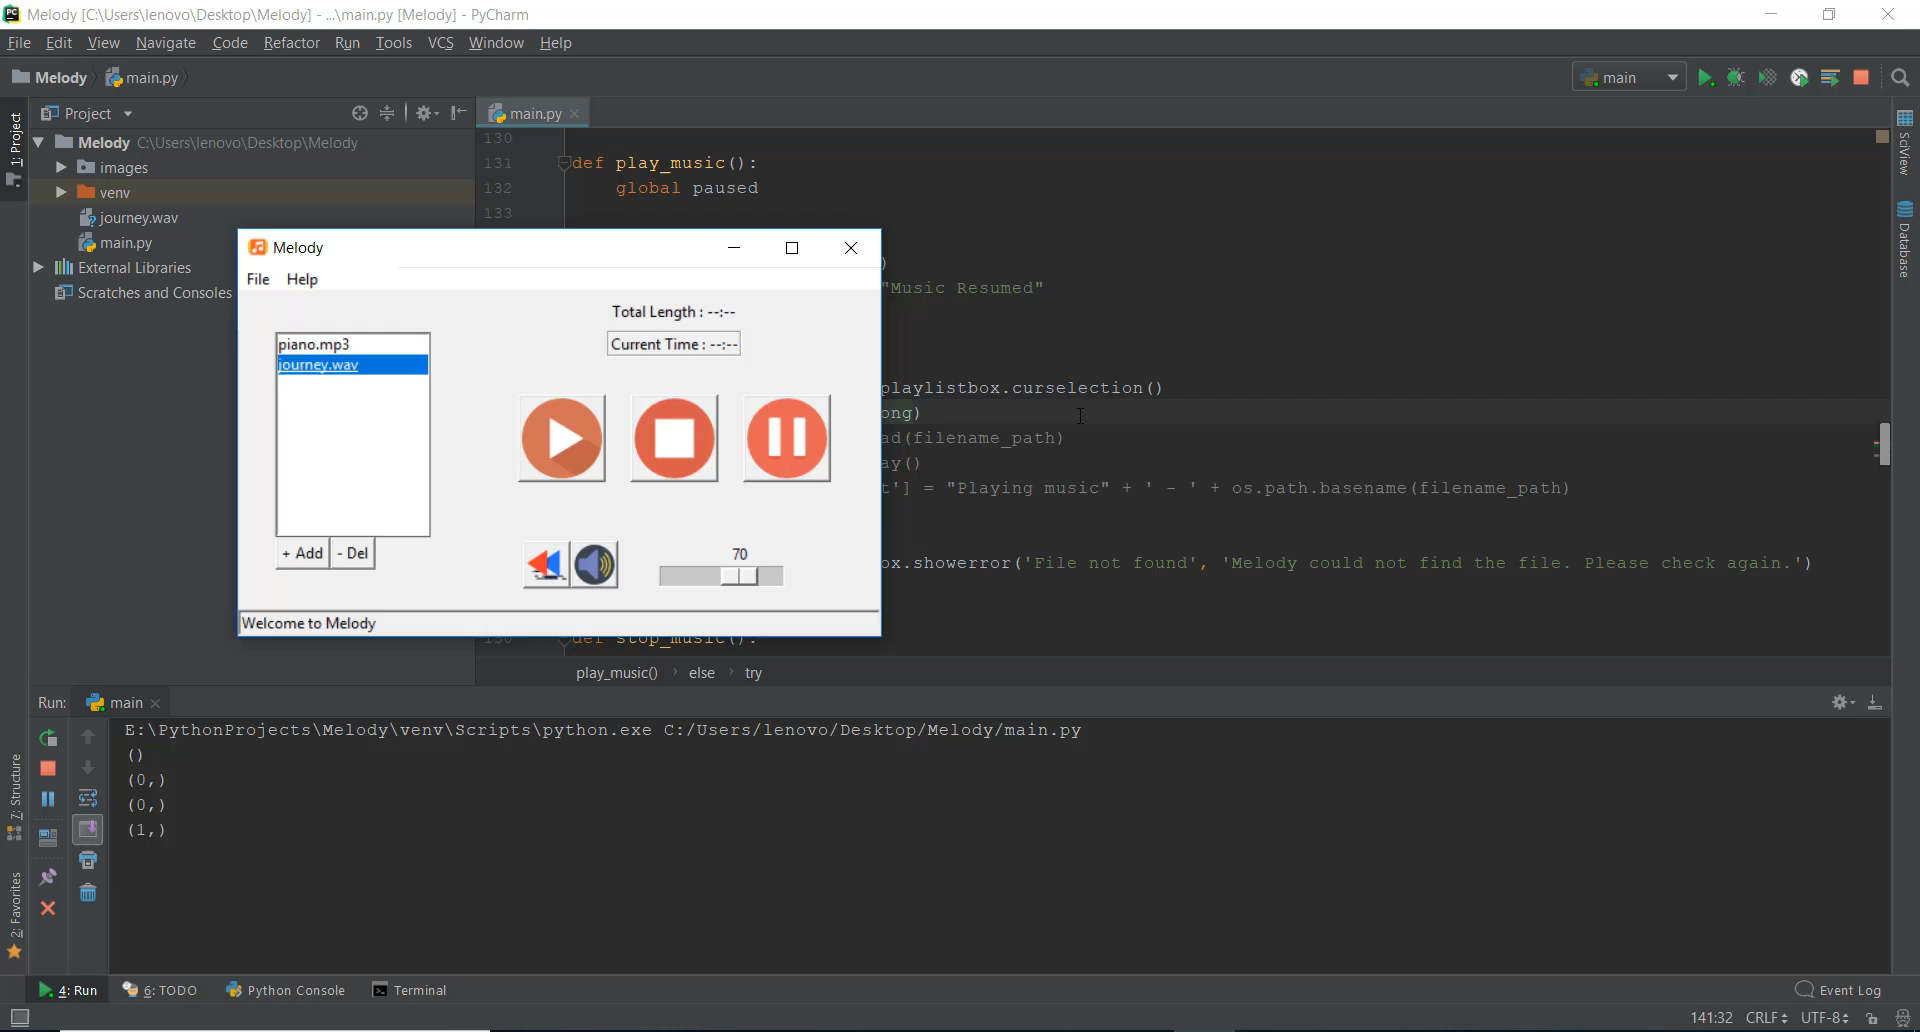 Melody [C:\Users\lenovo\Desktop\Melody] - ...\main.py [Melody] - PyCharm
File Edit View Navigate Code Refactor Run Tools VCS Window Help
Melody main.py main
1: Project
Project
main.py
Melody C:\Users\lenovo\Desktop\Melody
images
venv
journey.wav
main.py
External Libraries
Scratches and Consoles
130
131 def play_music():
132 global paused
133
)
"Music Resumed"
playlistbox.curselection()
ong)
ad(filename_path)
ay()
t'] = "Playing music" + ' - ' + os.path.basename(filename_path)
ox.showerror('File not found', 'Melody could not find the file. Please check again.')
def stop_music():
play_music() else try
Melody
File Help
Total Length : --:--
Current Time : --:--
piano.mp3
journey.wav
+ Add - Del
70
Welcome to Melody
SciView
Database
Run: main
E:\PythonProjects\Melody\venv\Scripts\python.exe C:/Users/lenovo/Desktop/Melody/main.py
()
(0,)
(0,)
(1,)
7: Structure
2: Favorites
4: Run 6: TODO Python Console Terminal Event Log
141:32 CRLF UTF-8